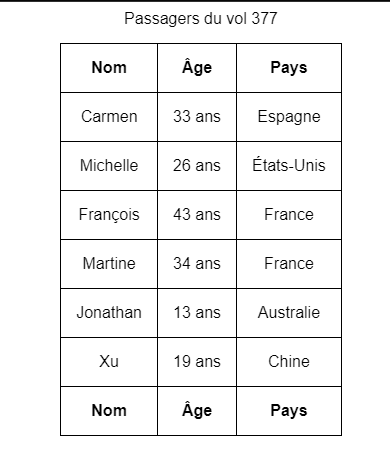 Passagers du vol 377
Nom Âge Pays
Carmen 33 ans Espagne
Michelle 26 ans États-Unis
François 43 ans France
Martine 34 ans France
Jonathan 13 ans Australie
Xu 19 ans Chine
Nom Âge Pays